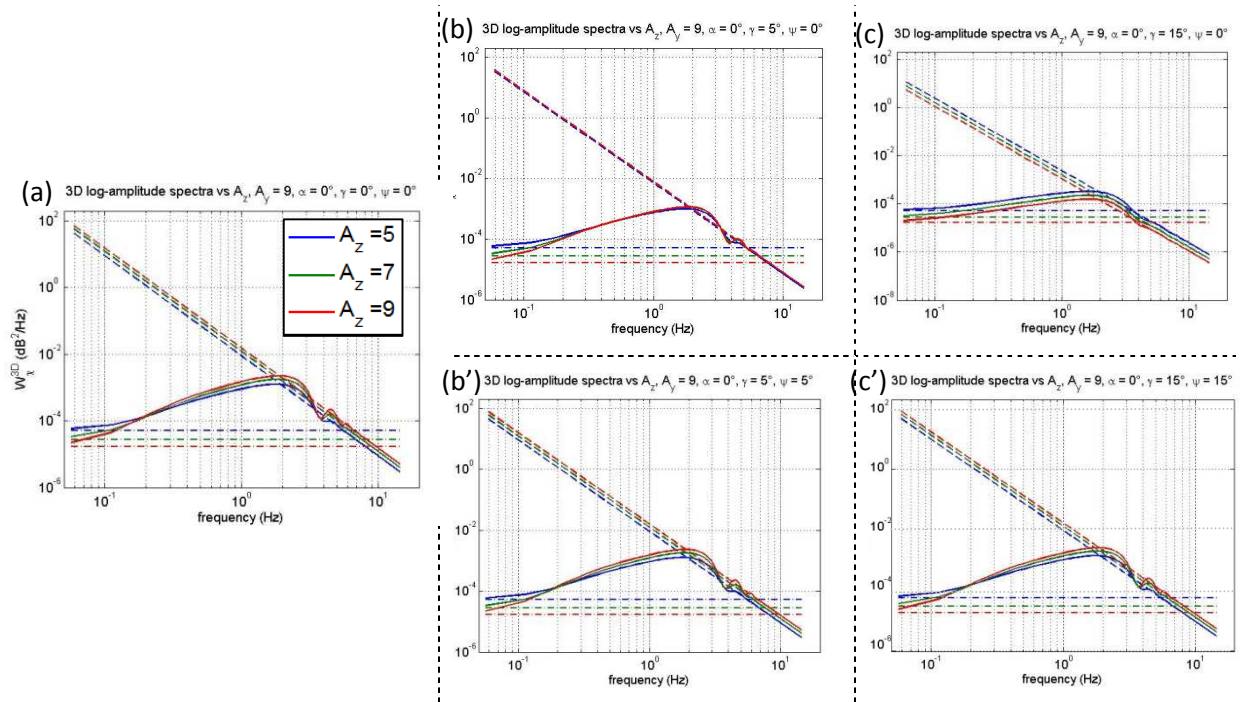 (a)
3D log-amplitude spectra vs A_z, A_y = 9, α = 0°, γ = 0°, ψ = 0°
10^2
10^0
10^-2
10^-4
10^-6
W_χ^3D (dB²/Hz)
A_z =5
A_z =7
A_z =9
10^-1
10^0
10^1
frequency (Hz)
(b)
3D log-amplitude spectra vs A_z, A_y = 9, α = 0°, γ = 5°, ψ = 0°
10^2
10^0
10^-2
10^-4
10^-6
10^-1
10^0
10^1
frequency (Hz)
(c)
3D log-amplitude spectra vs A_z, A_y = 9, α = 0°, γ = 15°, ψ = 0°
10^2
10^0
10^-2
10^-4
10^-6
10^-8
10^-1
10^0
10^1
frequency (Hz)
(b’)
3D log-amplitude spectra vs A_z, A_y = 9, α = 0°, γ = 5°, ψ = 5°
10^2
10^0
10^-2
10^-4
10^-6
10^-1
10^0
10^1
frequency (Hz)
(c’)
3D log-amplitude spectra vs A_z, A_y = 9, α = 0°, γ = 15°, ψ = 15°
10^2
10^0
10^-2
10^-4
10^-6
10^-1
10^0
10^1
frequency (Hz)